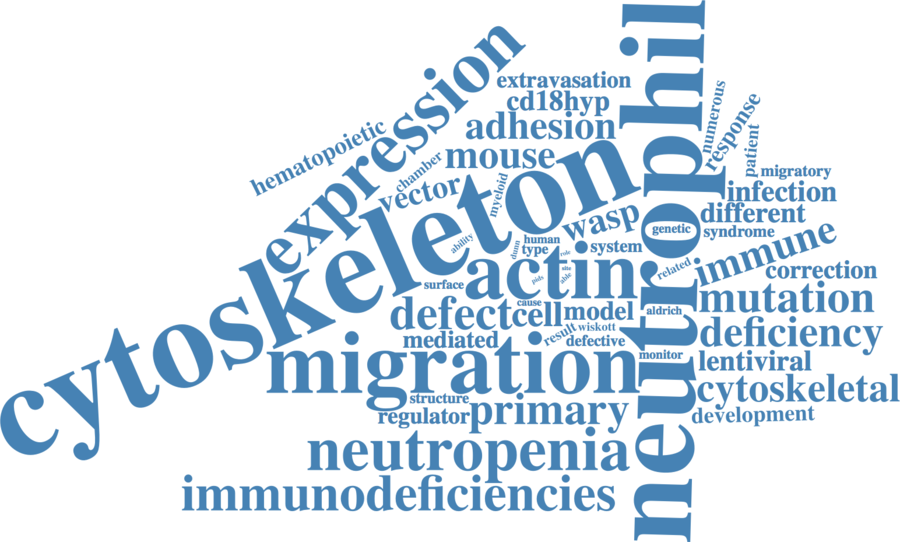 neutrophil
cytoskeleton
expression
extravasation
cd18hyp
adhesion
hematopoietic
chamber
mouse
vector
myeloid
numerous
response
patient
migratory
infection
different
syndrome
genetic
wasp
human
type
system
ability
damn
role
actin
site
able
pids
surface
related
immune
correction
mutation
cause
defect
cell
model
aldrich
deficiency
mediated
result
wiskott
defective
migration
monitor
lentiviral
cytoskeletal
structure
regulator
primary
development
neutropenia
immunodeficiencies